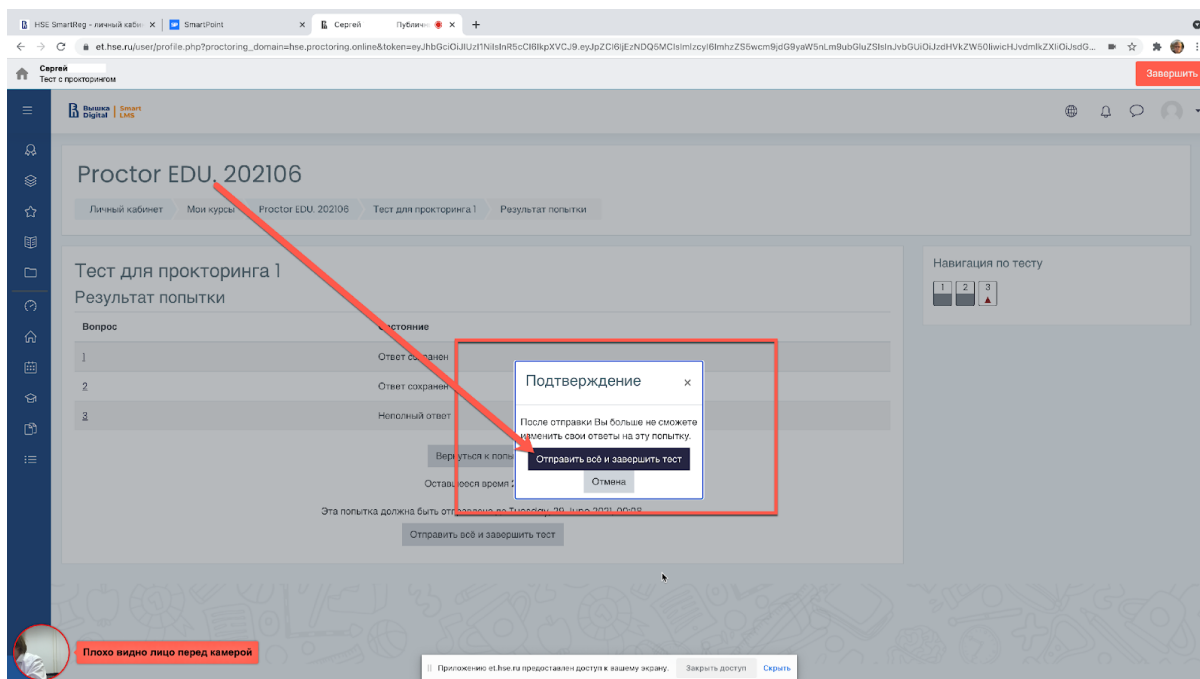 HSE SmartReg - личный кабин
SmartPoint
Сергей Публичн
et.hse.ru/user/profile.php?proctoring_domain=hse.proctoring.online&token=
Сергей
Тест с прокторингом
Завершить
Вышка Digital
Smart LMS
Proctor EDU. 202106
Личный кабинет Мои курсы Proctor EDU. 202106 Тест для прокторинга 1 Результат попытки
Тест для прокторинга 1
Результат попытки
Вопрос Состояние
1 Ответ сохранен
2 Ответ сохранен
3 Неполный ответ
Навигация по тесту
1 2 3
Подтверждение ×
После отправки Вы больше не сможете
изменить свои ответы на эту попытку.
Отправить всё и завершить тест
Отмена
Вернуться к попы
Оставшееся время 2
Эта попытка должна быть отправлена до Tuesday, 29 June 2021, 00:08
Отправить всё и завершить тест
Плохо видно лицо перед камерой
Приложению et.hse.ru предоставлен доступ к вашему экрану. Закрыть доступ Скрыть